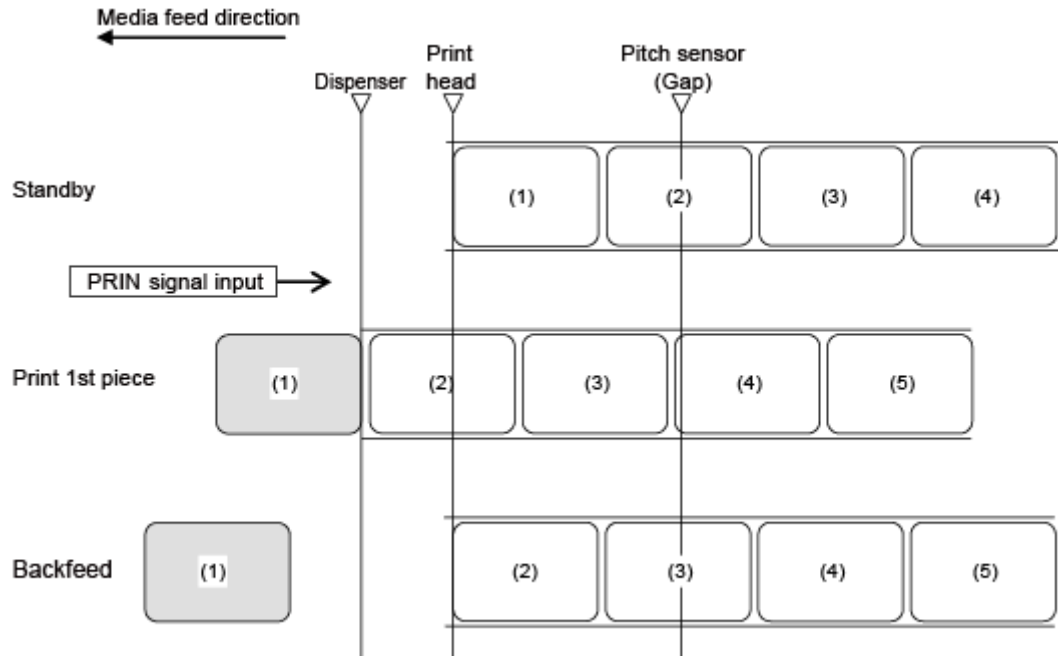 Media feed direction
Dispenser
Print
head
Pitch sensor
(Gap)
Standby
(1)
(2)
(3)
(4)
PRIN signal input
Print 1st piece
(1)
(2)
(3)
(4)
(5)
Backfeed
(1)
(2)
(3)
(4)
(5)